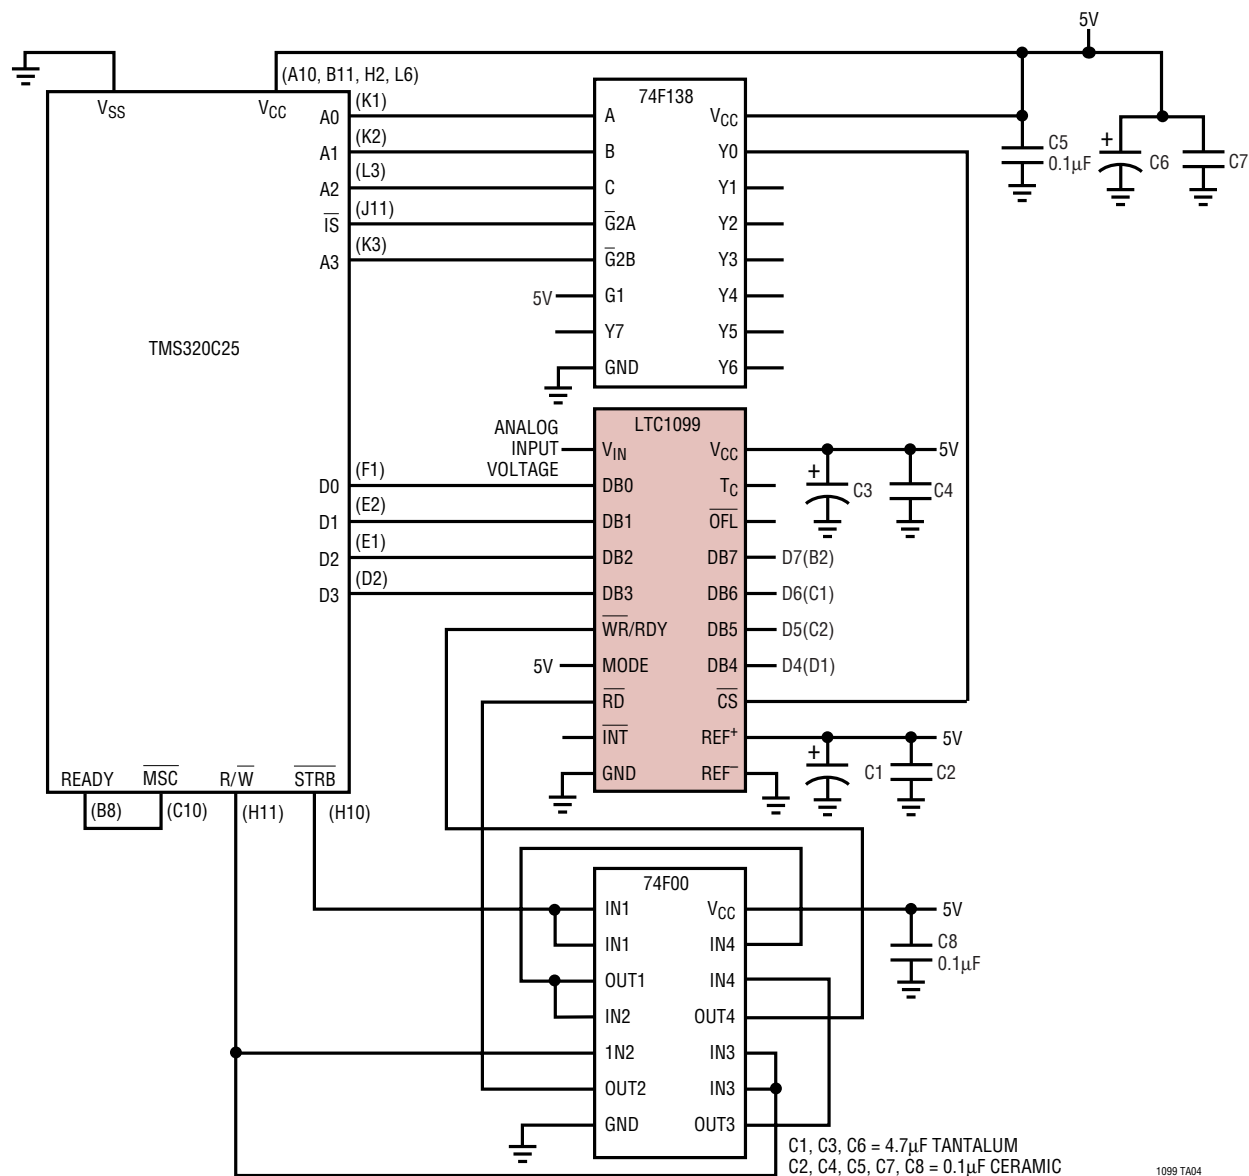 5V
(A10, B11, H2, L6)
VSS
VCC
A0 (K1)
A1 (K2)
A2 (L3)
IS (J11)
A3 (K3)
TMS320C25
D0 (F1)
D1 (E2)
D2 (E1)
D3 (D2)
READY
MSC
R/W
STRB
(B8)
(C10)
(H11)
(H10)
74F138
A
B
C
G2A
G2B
5V G1
Y7
GND
VCC
Y0
Y1
Y2
Y3
Y4
Y5
Y6
C5
0.1µF
+
C6
C7
LTC1099
ANALOG
INPUT
VOLTAGE
VIN
DB0
DB1
DB2
DB3
WR/RDY
5V MODE
RD
INT
GND
VCC
TC
OFL
DB7 D7(B2)
DB6 D6(C1)
DB5 D5(C2)
DB4 D4(D1)
CS
REF+
REF–
5V
+
C3
C4
5V
+
C1
C2
74F00
IN1
IN1
OUT1
IN2
1N2
OUT2
GND
VCC
IN4
IN4
OUT4
IN3
IN3
OUT3
5V
C8
0.1µF
C1, C3, C6 = 4.7µF TANTALUM
C2, C4, C5, C7, C8 = 0.1µF CERAMIC
1099 TA04